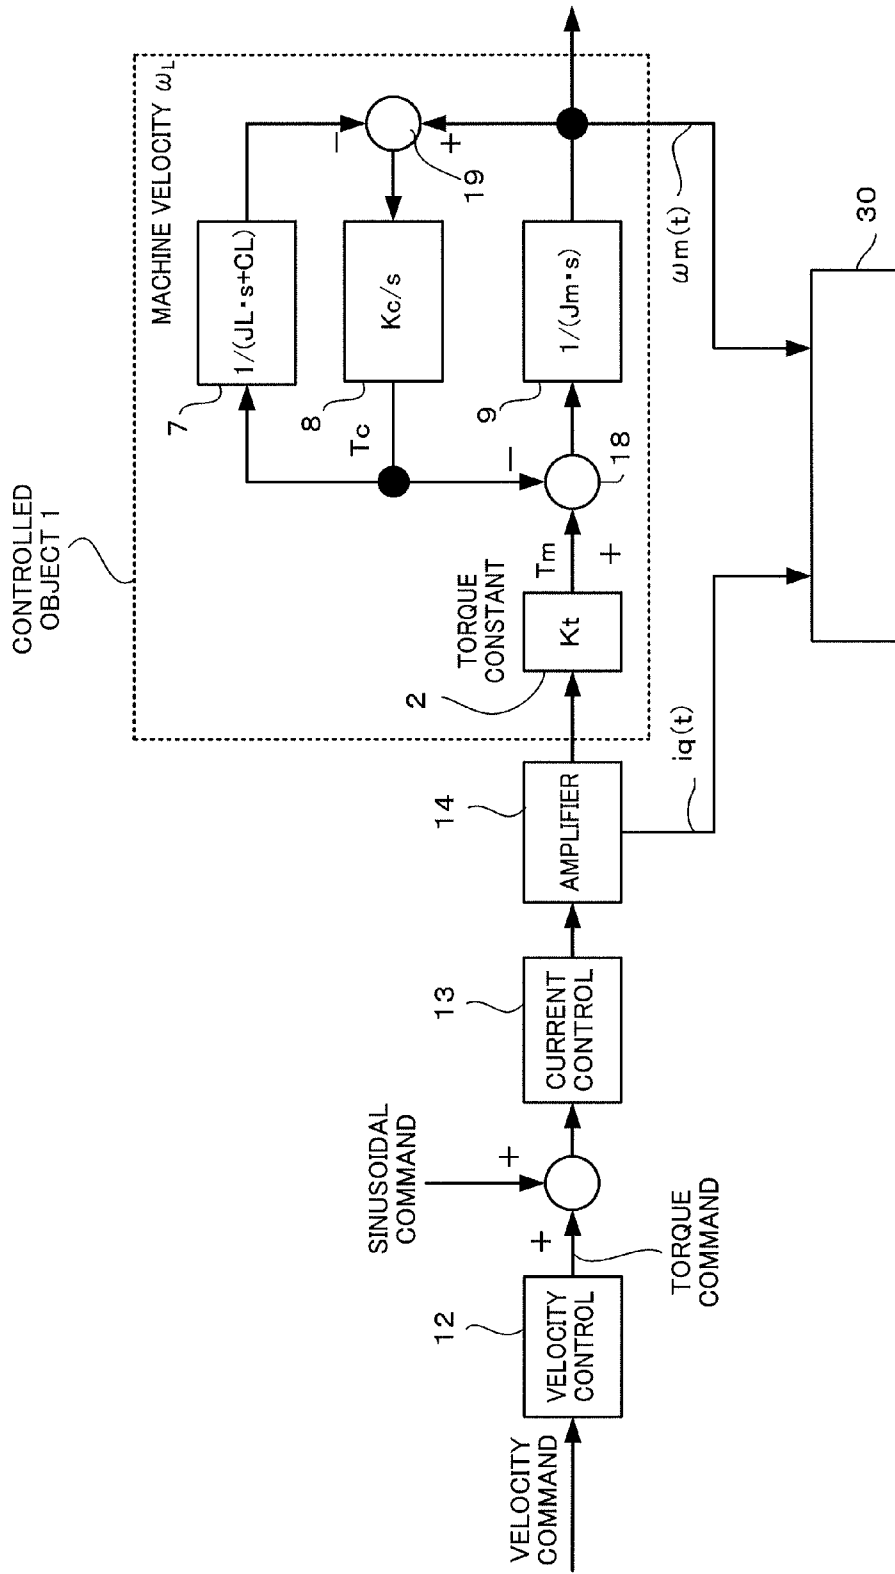 CONTROLLED
OBJECT 1
MACHINE VELOCITY ωL
7
1/(JL・s+CL)
−
8
Kc/s
Tc
19
+
9
1/(Jm・s)
−
18
Tm
+
TORQUE
CONSTANT
Kt
2
ωm(t)
30
iq(t)
14
AMPLIFIER
13
CURRENT
CONTROL
SINUSOIDAL
COMMAND
+
+
TORQUE
COMMAND
12
VELOCITY
CONTROL
VELOCITY
COMMAND